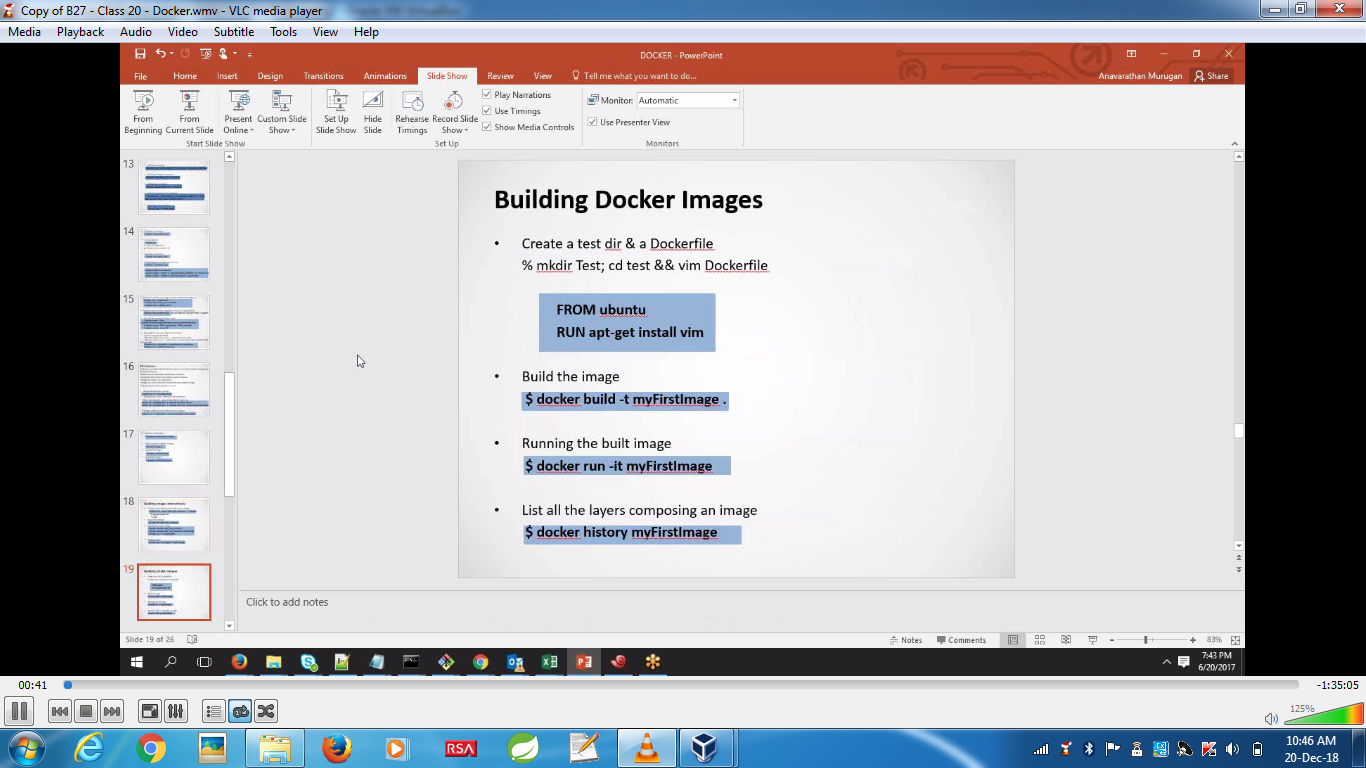 Copy of B27 - Class 20 - Docker.wmv - VLC media player
Media Playback Audio Video Subtitle Tools View Help
DOCKER - PowerPoint
File Home Insert Design Transitions Animations Slide Show Review View Tell me what you want to do...
Anavarathan Murugan Share
From Beginning
From Current Slide
Present Online
Custom Slide Show
Set Up Slide Show
Hide Slide
Rehearse Timings
Record Slide Show
Play Narrations
Use Timings
Show Media Controls
Monitor: Automatic
Use Presenter View
Start Slide Show Set Up Monitors
13
14
15
16
17
18
19
Building Docker Images
• Create a test dir & a Dockerfile
% mkdir Test; cd test && vim Dockerfile
FROM ubuntu
RUN apt-get install vim
• Build the image
$ docker build -t myFirstImage .
• Running the built image
$ docker run -it myFirstImage
• List all the layers composing an image
$ docker history myFirstImage
Click to add notes
Slide 19 of 26 Notes Comments 83%
7:43 PM
6/20/2017
00:41 -1:35:05
125%
RSA
10:46 AM
20-Dec-18